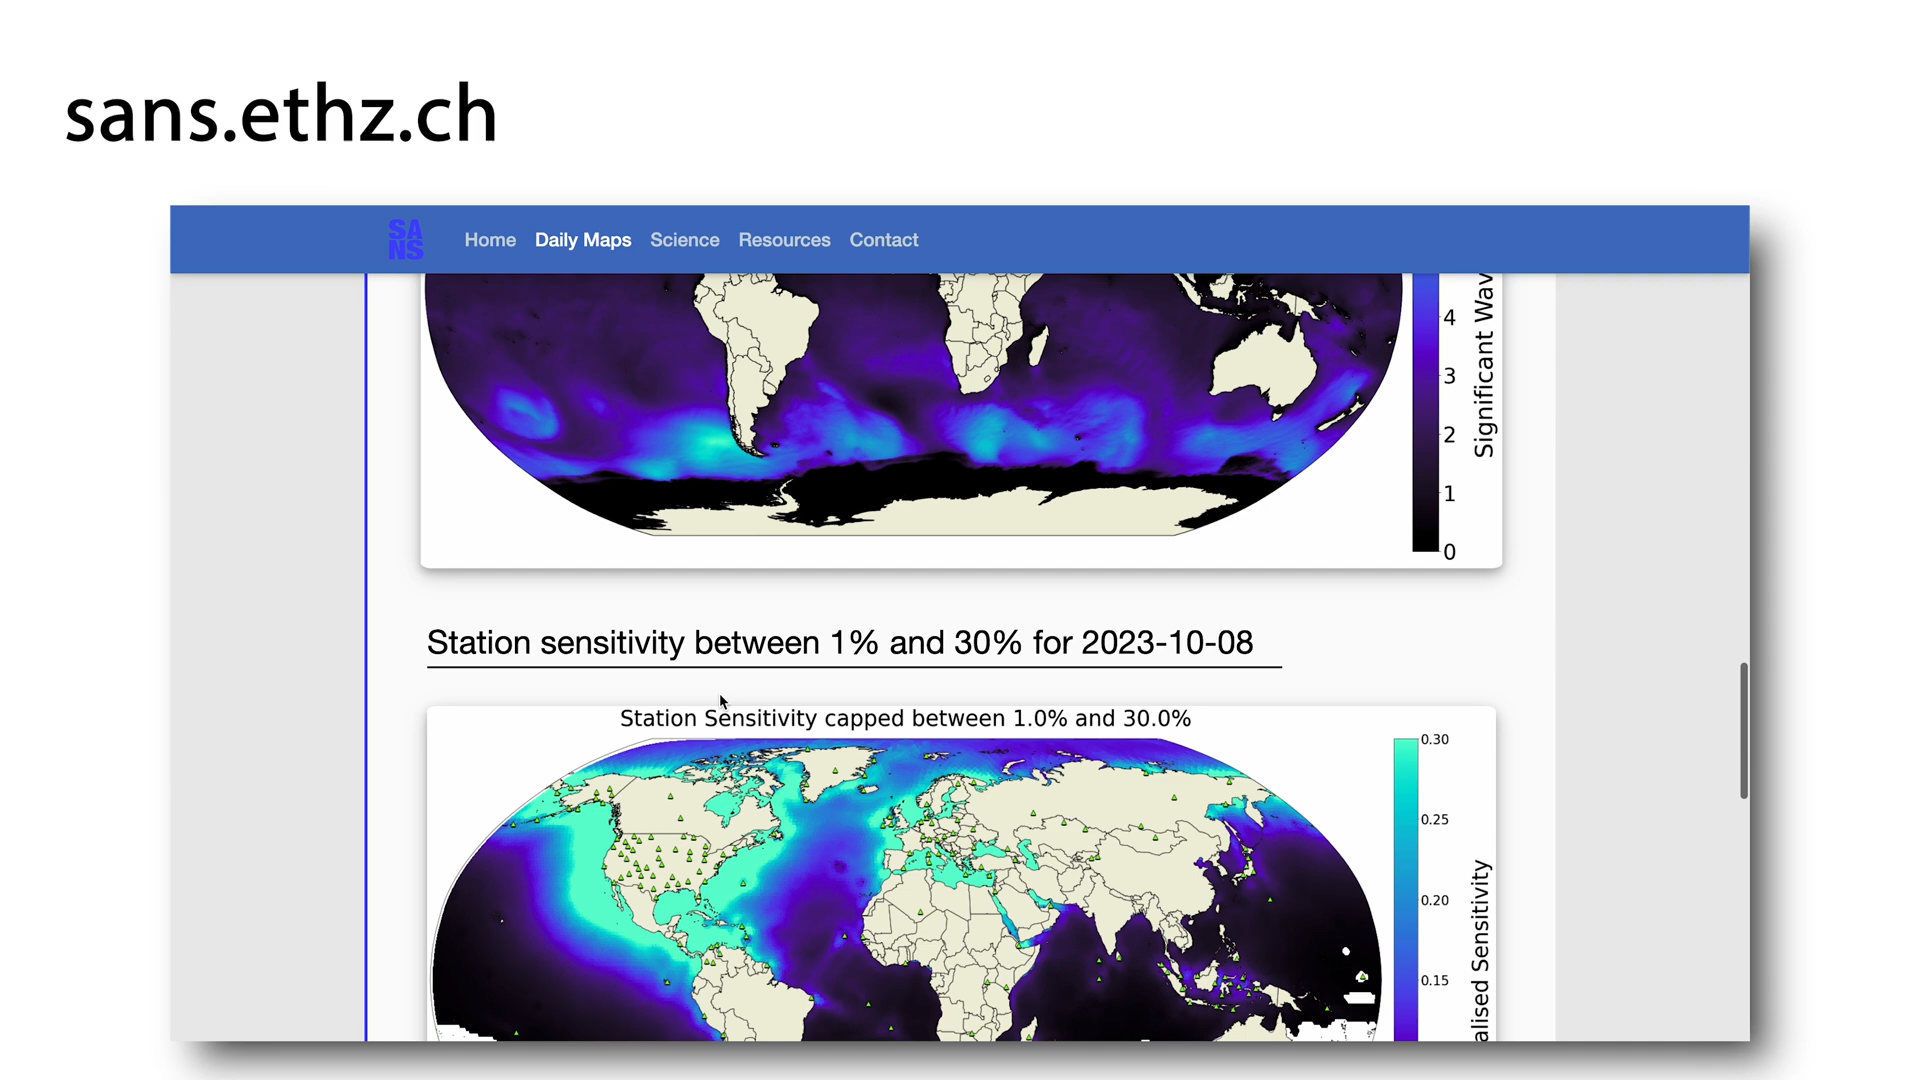 sans.ethz.ch
SA
NS
Home Daily Maps Science Resources Contact
4
3
2
1
0
Significant Wav
Station sensitivity between 1% and 30% for 2023-10-08
Station Sensitivity capped between 1.0% and 30.0%
0.30
0.25
0.20
0.15
alised Sensitivity